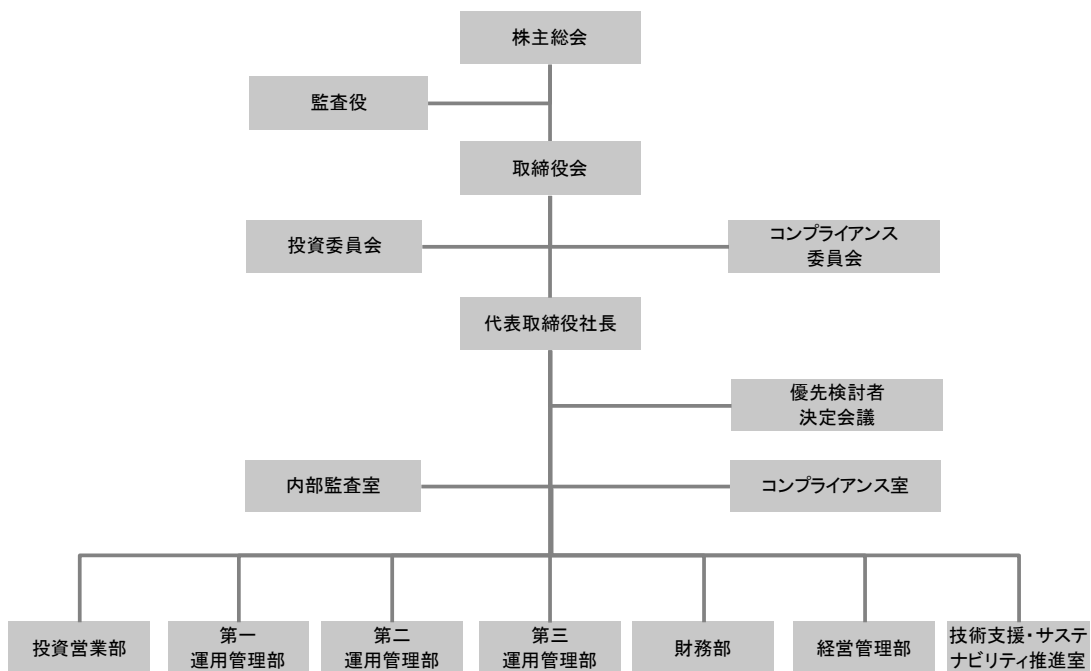 株主総会
監査役
取締役会
投資委員会
コンプライアンス
委員会
代表取締役社長
優先検討者
決定会議
内部監査室
コンプライアンス室
投資営業部
第一
運用管理部
第二
運用管理部
第三
運用管理部
財務部
経営管理部
技術支援・サステ
ナビリティ推進室